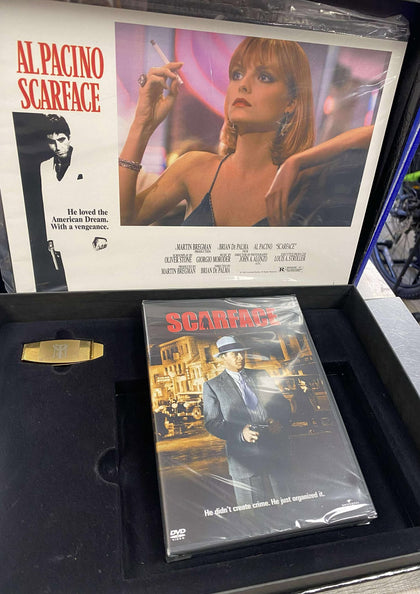 AL PACINO
SCARFACE
He loved the
American Dream.
With a vengeance.
MARTIN BREGMAN
BRIAN DE PALMA
AL PACINO
"SCARFACE"
OLIVER STONE
GIORGIO MORODER
JOHN A. ALONZO
MARTIN BREGMAN
BRIAN DE PALMA
R
SCARFACE
He didn't create crime. He just organized it.
DVD
VIDEO
UNIVERSAL